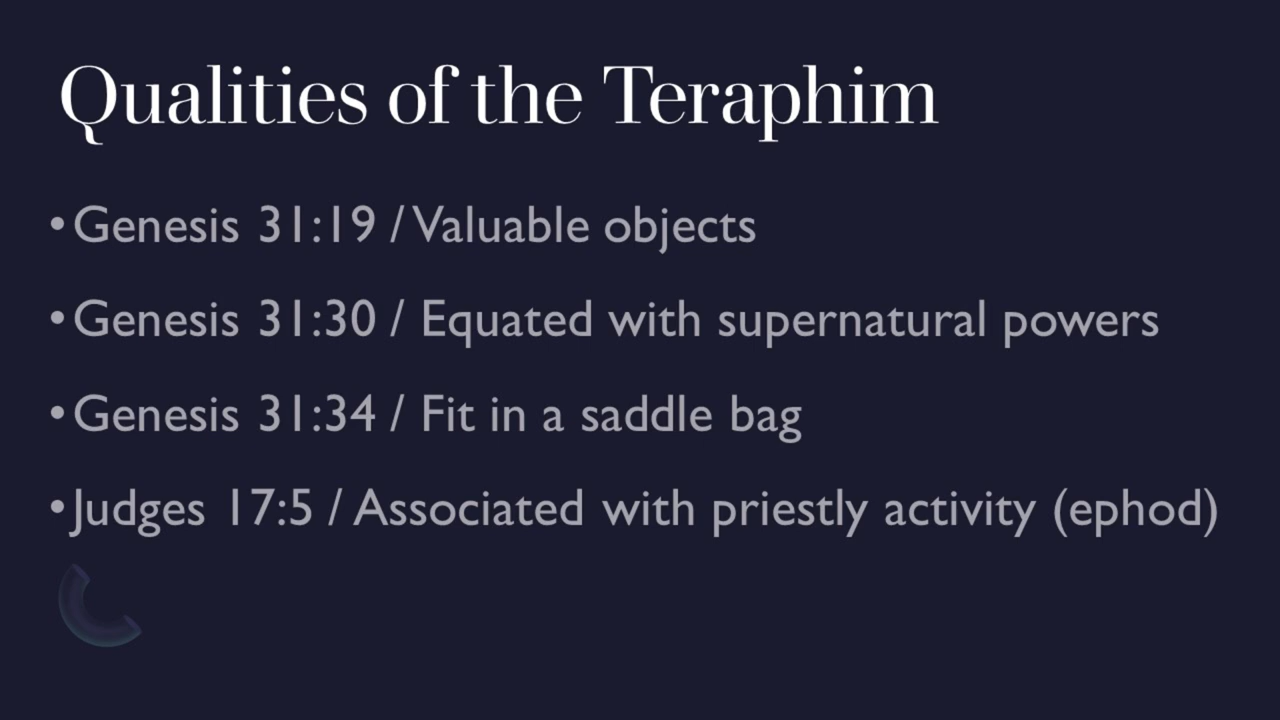 Qualities of the Teraphim
•Genesis 31:19 / Valuable objects
•Genesis 31:30 / Equated with supernatural powers
•Genesis 31:34 / Fit in a saddle bag
•Judges 17:5 / Associated with priestly activity (ephod)